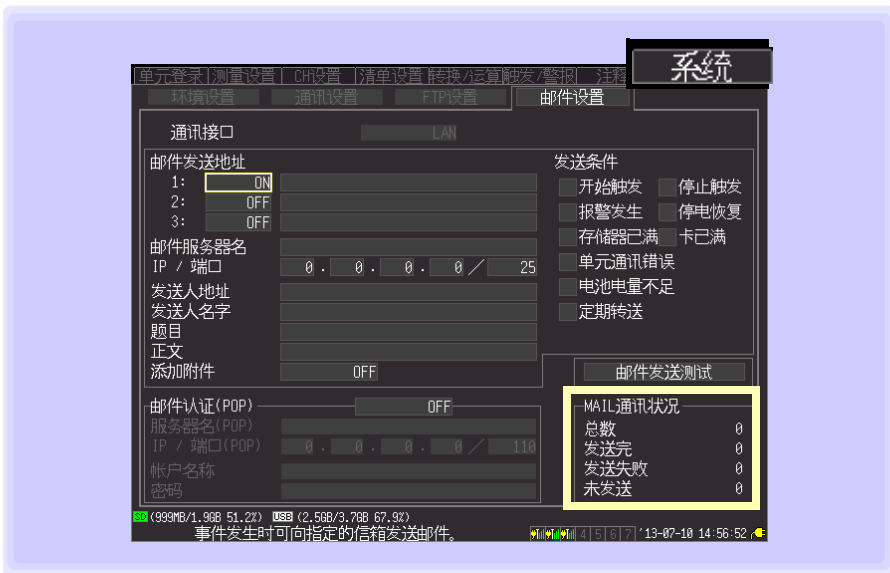 单元登录 测量设置 CH设置 清单设置 转换/运算 触发/警报 注释 系统
环境设置 通讯设置 FTP设置 邮件设置
通讯接口 LAN
邮件发送地址
1: ON
2: OFF
3: OFF
邮件服务器名
IP / 端口 0. 0. 0. 0/ 25
发送人地址
发送人名字
题目
正文
添加附件 OFF
邮件认证(POP) OFF
服务器名(POP)
IP / 端口(POP) 0. 0. 0. 0/ 110
帐户名称
密码
发送条件
开始触发 停止触发
报警发生 停电恢复
存储器已满 卡已满
单元通讯错误
电池电量不足
定期转送
邮件发送测试
MAIL通讯状况
总数 0
发送完 0
发送失败 0
未发送 0
SD (999MB/1.9GB 51.2%) USB (2.5GB/3.7GB 67.9%)
事件发生时可向指定的信箱发送邮件。 4 5 6 7 '13-07-10 14:56:52